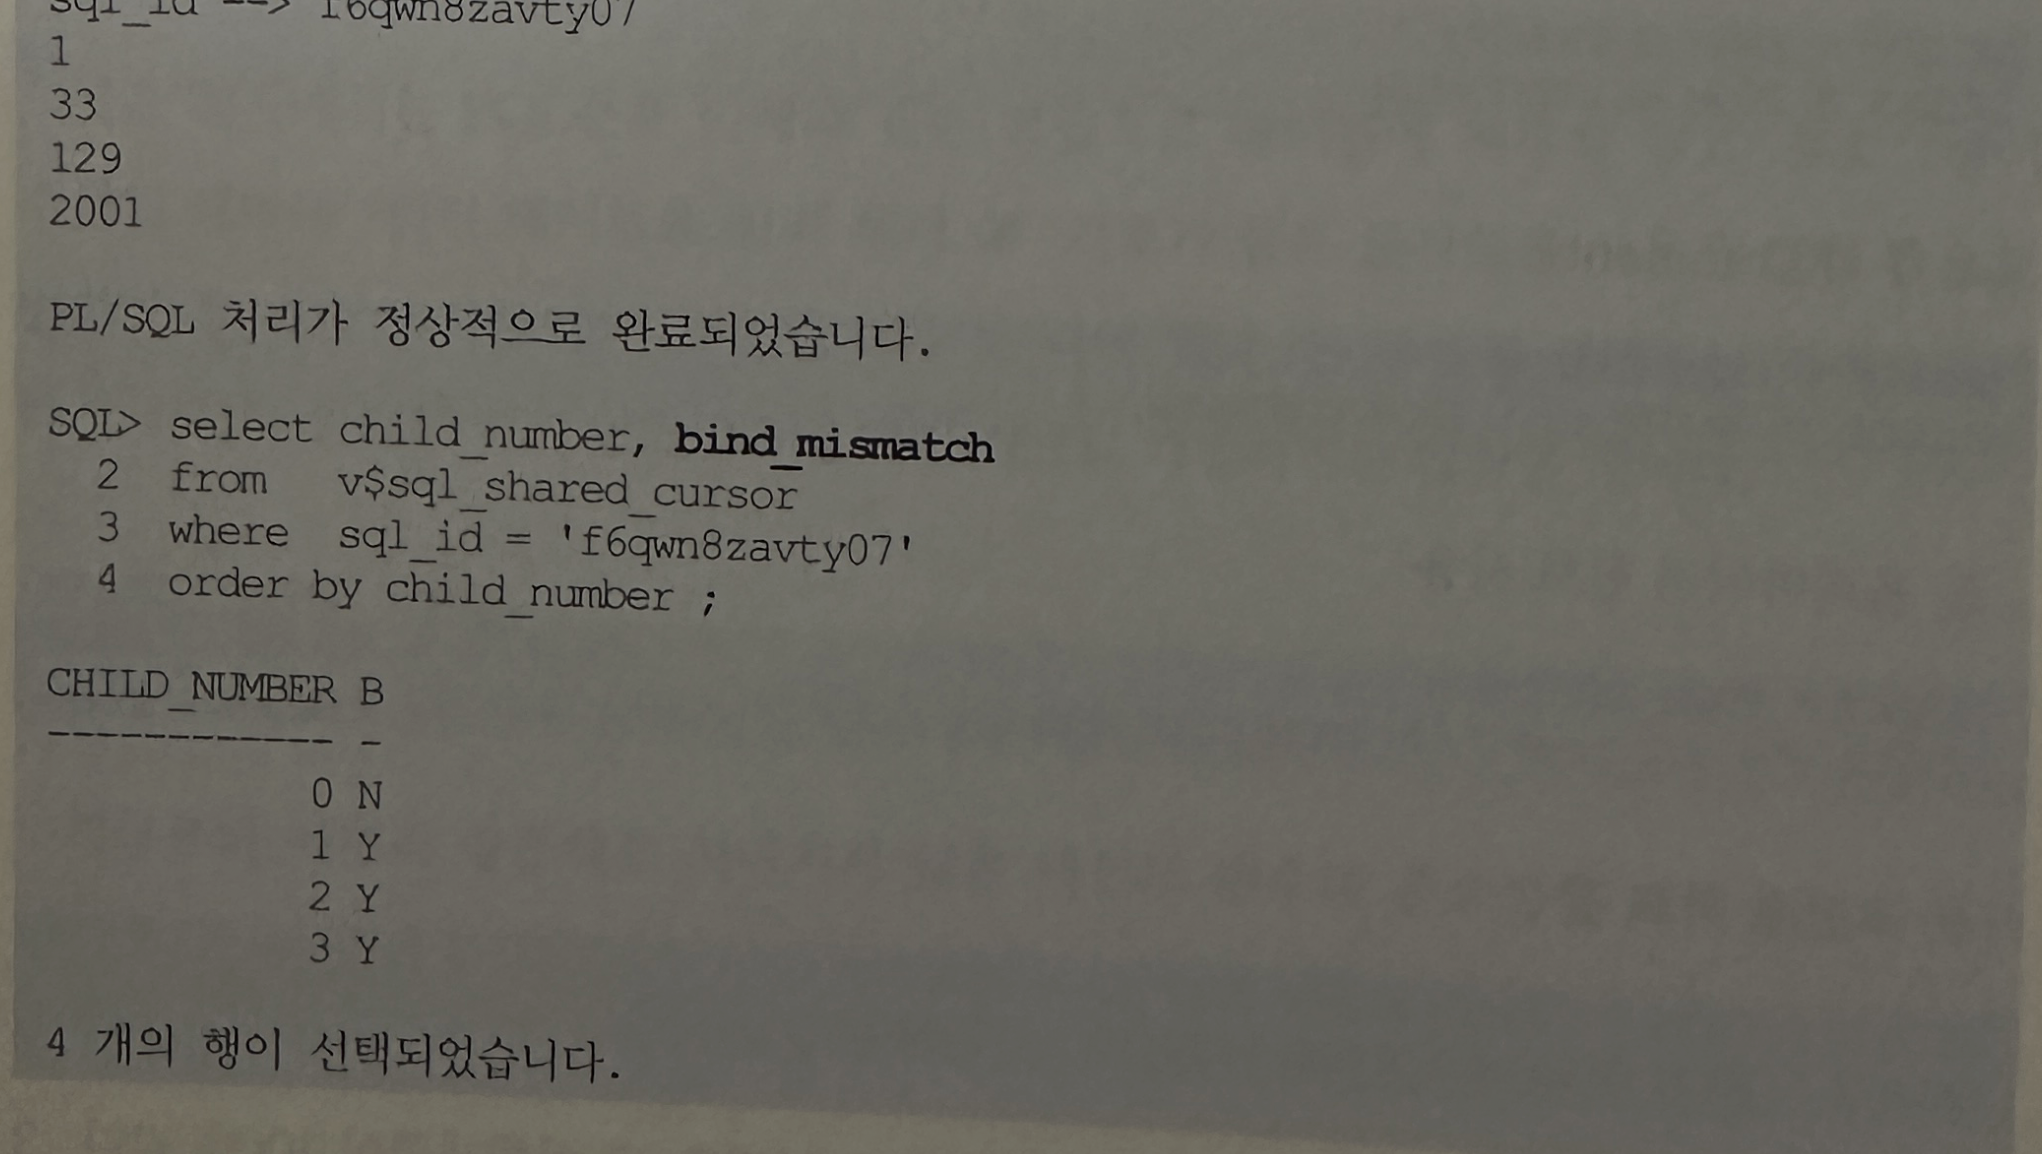 sql_id --> f6qwn8zavty07
1
33
129
2001
PL/SQL 처리가 정상적으로 완료되었습니다.
SQL> select child_number, bind_mismatch
2 from v$sql_shared_cursor
3 where sql_id = 'f6qwn8zavty07'
4 order by child_number ;
CHILD_NUMBER B
------------ -
0 N
1 Y
2 Y
3 Y
4 개의 행이 선택되었습니다.